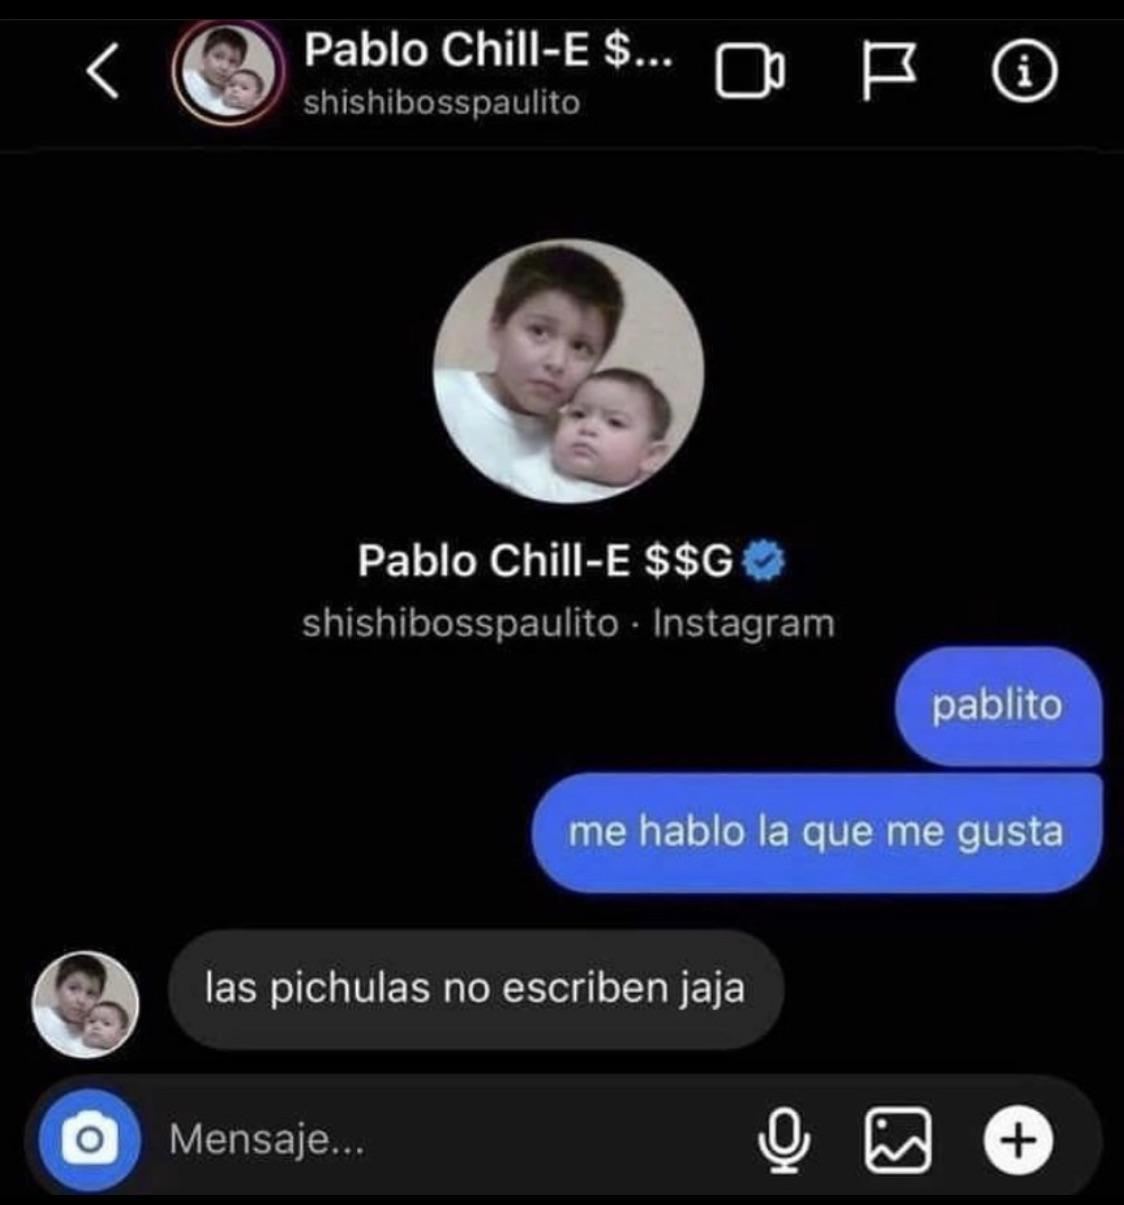 Pablo Chill-E $...
shishibosspaulito
Pablo Chill-E $$G
shishibosspaulito · Instagram
pablito
me hablo la que me gusta
las pichulas no escriben jaja
Mensaje...